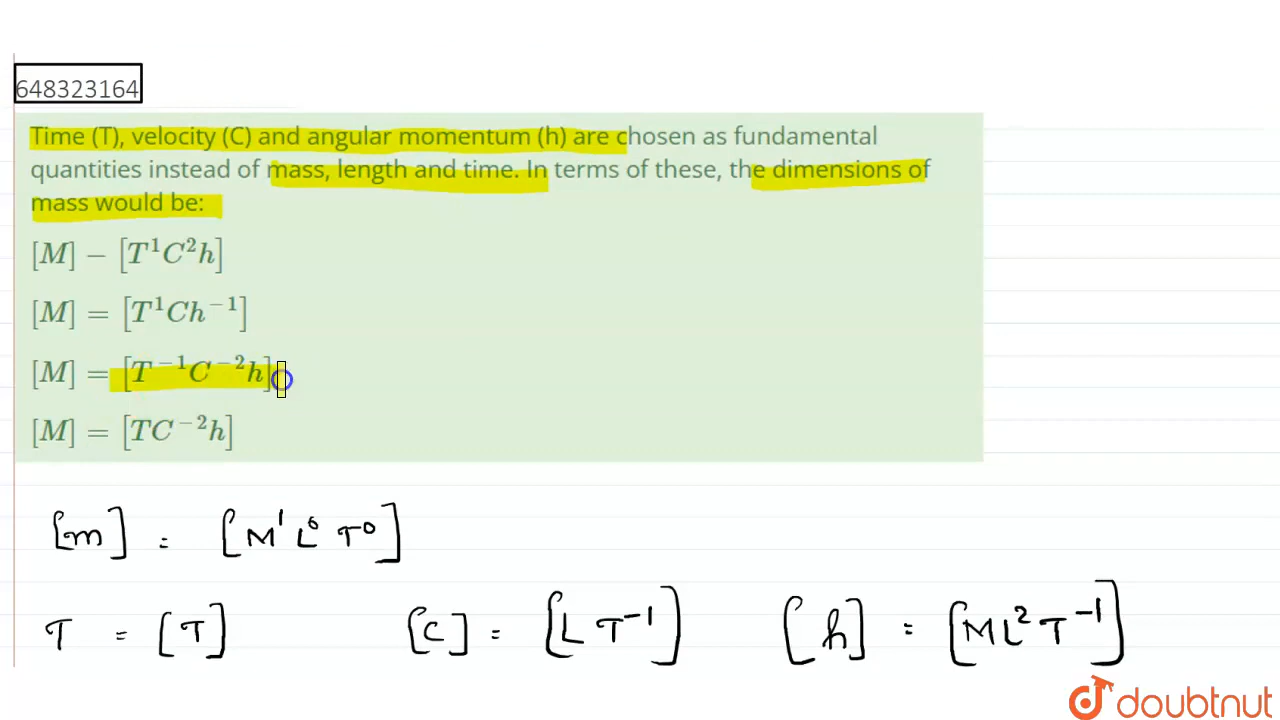 648323164
Time (T), velocity (C) and angular momentum (h) are chosen as fundamental
quantities instead of mass, length and time. In terms of these, the dimensions of
mass would be:
[M] − [T¹C²h]
[M] = [T¹Ch⁻¹]
[M] = [T⁻¹C⁻²h]
[M] = [TC⁻²h]
[m] = [M¹ L⁰ T⁰]
T = [T] [C] = [L T⁻¹] [h] = [ML² T⁻¹]
doubtnut